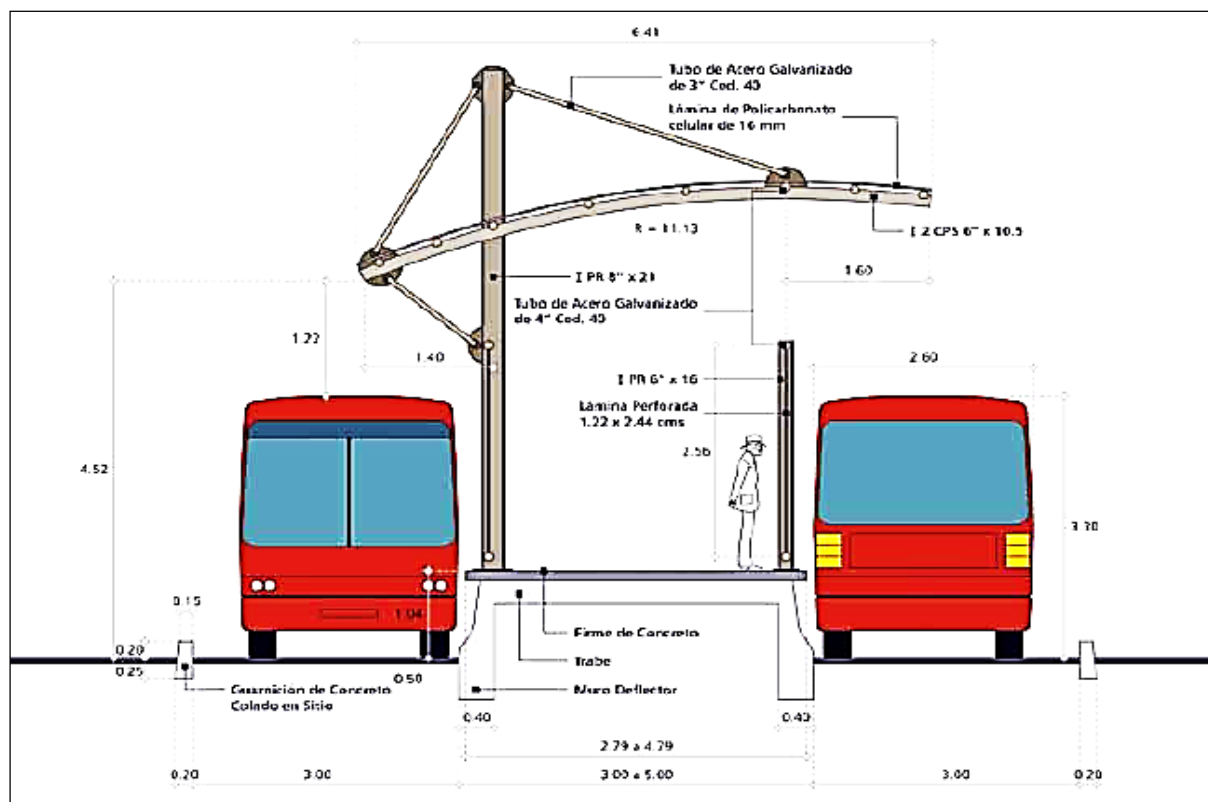 6.41
Tubo de Acero Galvanizado
de 3" Ced. 40
Lámina de Policarbonato
celular de 16 mm
R = 11.13
I 2 CPS 6" x 10.5
1.60
I PR 8" x 21
Tubo de Acero Galvanizado
de 4" Ced. 40
1.22
1.40
2.60
I PR 6" x 16
Lámina Perforada
1.22 x 2.44 cms
2.56
4.52
3.30
0.15
1.04
0.20
0.25
0.50
Firme de Concreto
Trabe
Muro Deflector
Guarnición de Concreto
Colado en Sitio
0.40
0.40
2.79 a 4.79
0.20
3.00
3.00 a 5.00
3.00
0.20